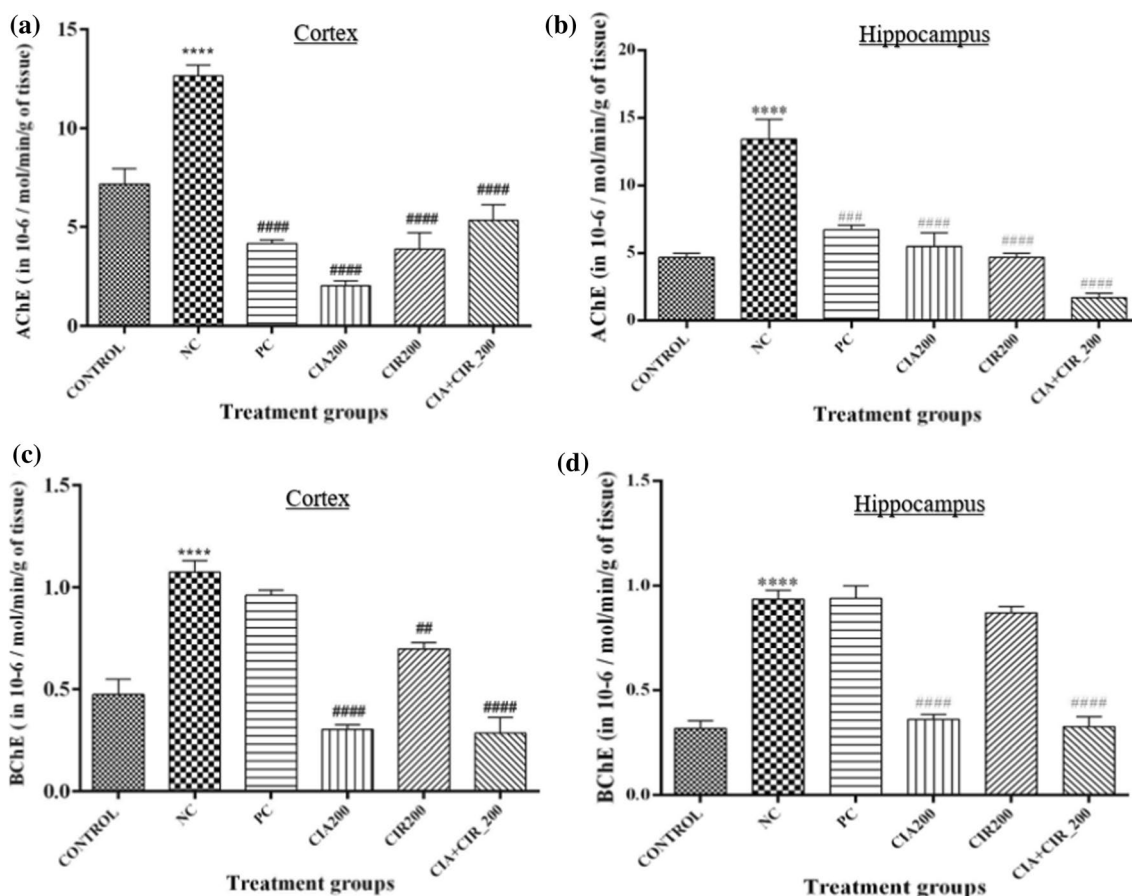 (a)
Cortex
AChE ( in 10-6 / mol/min/g of tissue)
15
10
5
0
****
####
####
####
####
CONTROL
NC
PC
CIA200
CIR200
CIA+CIR_200
Treatment groups
(b)
Hippocampus
AChE (in 10-6 / mol/min/g of tissue)
20
15
10
5
0
****
###
####
####
####
CONTROL
NC
PC
CIA200
CIR200
CIA+CIR_200
Treatment groups
(c)
Cortex
BChE ( in 10-6 / mol/min/g of tissue)
1.5
1.0
0.5
0.0
****
####
##
####
CONTROL
NC
PC
CIA200
CIR200
CIA+CIR_200
Treatment groups
(d)
Hippocampus
BChE (in 10-6 / mol/min/g of tissue)
1.5
1.0
0.5
0.0
****
####
####
CONTROL
NC
PC
CIA200
CIR200
CIA+CIR_200
Treatment groups